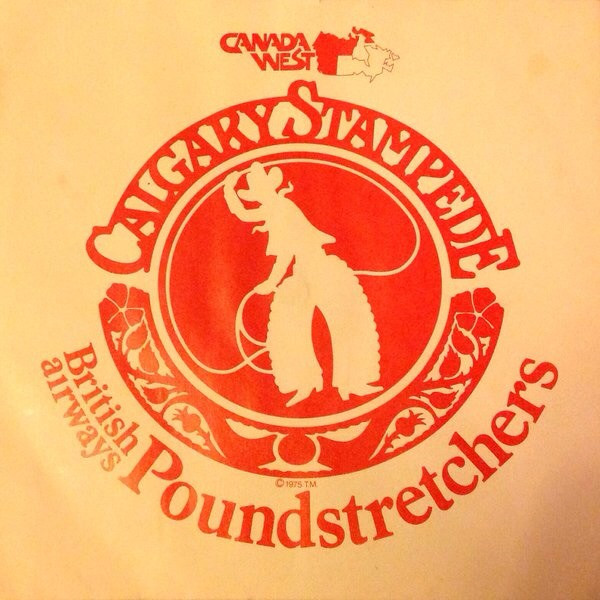 CANADA
WEST
CALGARY STAMPEDE
© 1975 T.M.
British
airways
Poundstretchers